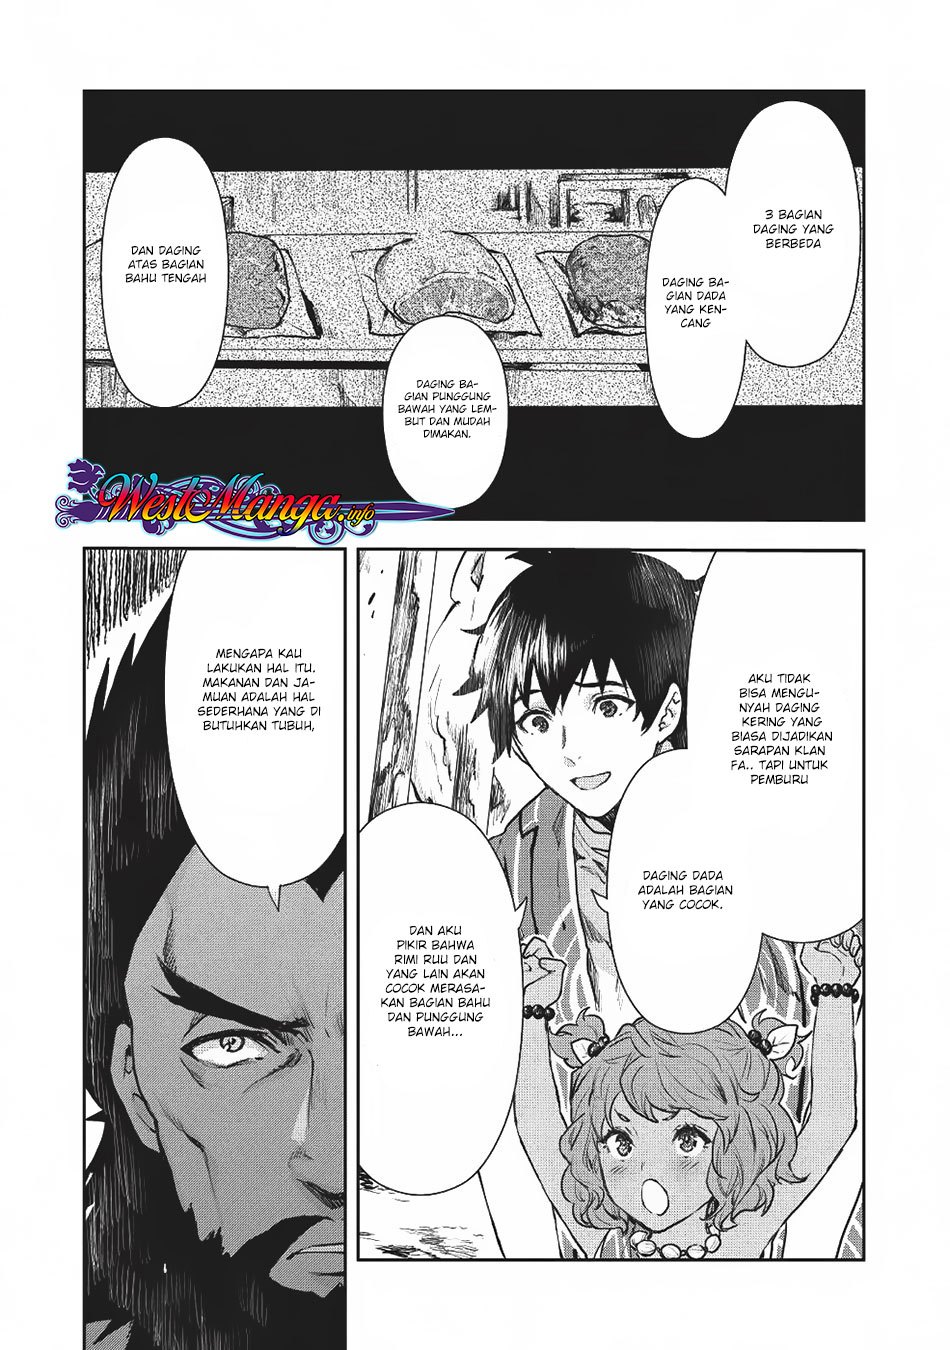 3 BAGIAN
DAGING YANG
BERBEDA
DAGING BA-
GIAN DADA
YANG KEN-
CANG
DAGING BA-
GIAN PUNGGUNG
BAWAH YANG LEM-
BUT DAN MUDAH
DIMAKAN.
DAN DAGING
ATAS BAGIAN
BAHU TENGAH
WestManga.info
AKU TIDAK
BISA MENGU-
NYAH DAGING
KERING YANG
BIASA DIJADIKAN
SARAPAN KLAN
FA.. TAPI UNTUK
PEMBURU
DAGING DADA
ADALAH BAGIAN
YANG COCOK.
DAN AKU
PIKIR BAHWA
RIMI RUU DAN
YANG LAIN AKAN
COCOK MERASA-
KAN BAGIAN BAHU
DAN PUNGGUNG
BAWAH...
MENGAPA KAU
LAKUKAN HAL ITU.
MAKANAN DAN JA-
MUAN ADALAH HAL
SEDERHANA YANG DI
BUTUHKAN TUBUH,